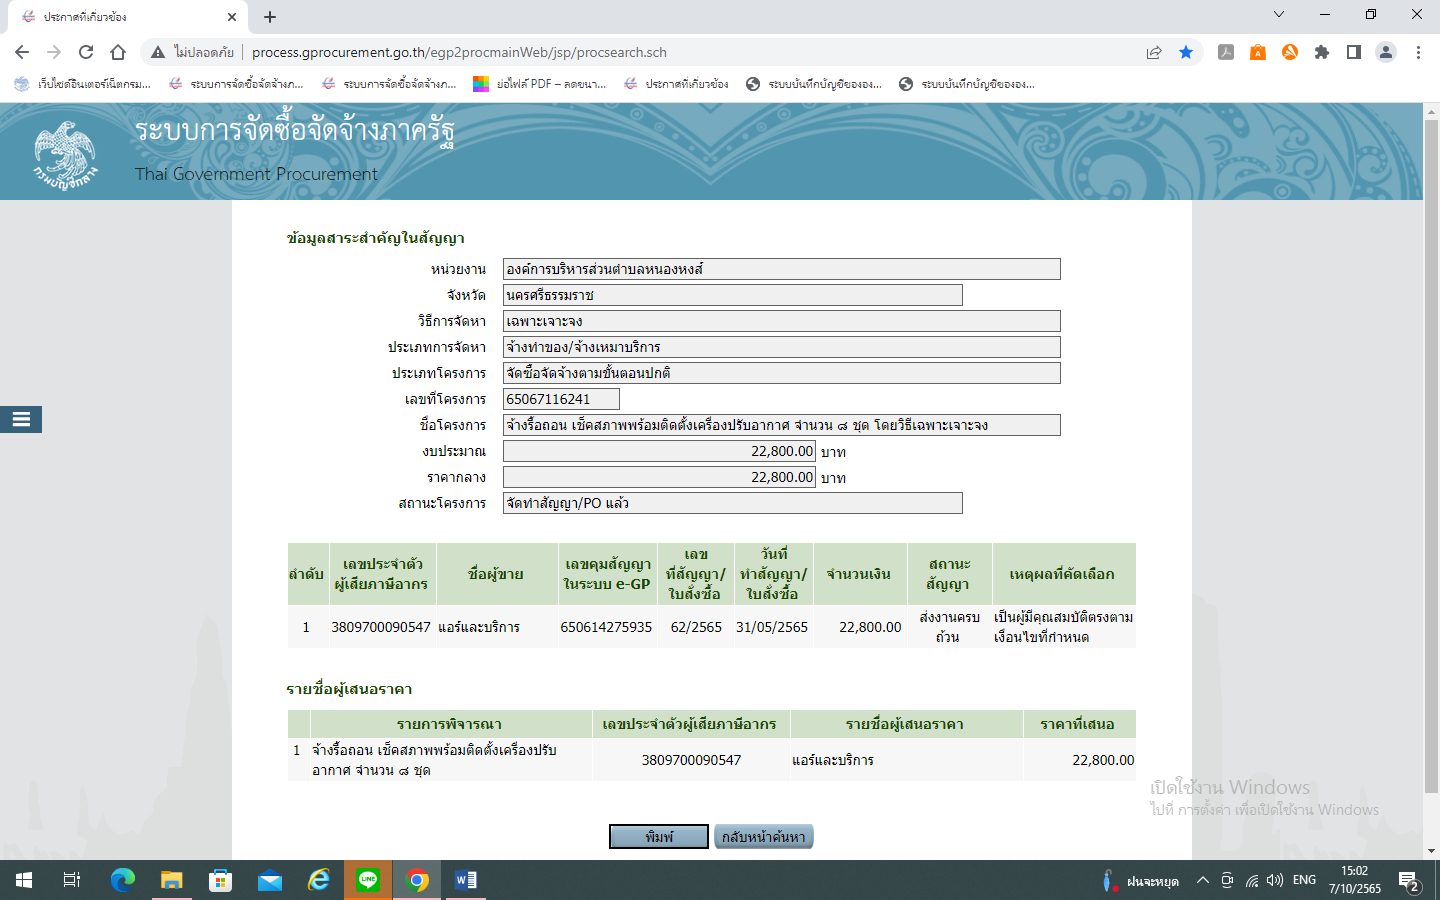 ประกาศที่เกี่ยวข้อง
ไม่ปลอดภัย | process.gprocurement.go.th/egp2procmainWeb/jsp/procsearch.sch
เว็บไซต์อินเตอร์เน็ตกรม... ระบบการจัดซื้อจัดจ้างภ... ระบบการจัดซื้อจัดจ้างภ... ย่อไฟล์ PDF – ลดขนา... ประกาศที่เกี่ยวข้อง ระบบบันทึกบัญชีขององ... ระบบบันทึกบัญชีขององ...
ระบบการจัดซื้อจัดจ้างภาครัฐ
Thai Government Procurement
กรมบัญชีกลาง
ข้อมูลสาระสำคัญในสัญญา
หน่วยงาน องค์การบริหารส่วนตำบลหนองหงส์
จังหวัด นครศรีธรรมราช
วิธีการจัดหา เฉพาะเจาะจง
ประเภทการจัดหา จ้างทำของ/จ้างเหมาบริการ
ประเภทโครงการ จัดซื้อจัดจ้างตามขั้นตอนปกติ
เลขที่โครงการ 65067116241
ชื่อโครงการ จ้างรื้อถอน เช็คสภาพพร้อมติดตั้งเครื่องปรับอากาศ จำนวน ๘ ชุด โดยวิธีเฉพาะเจาะจง
งบประมาณ 22,800.00 บาท
ราคากลาง 22,800.00 บาท
สถานะโครงการ จัดทำสัญญา/PO แล้ว
ลำดับ เลขประจำตัวผู้เสียภาษีอากร ชื่อผู้ขาย เลขคุมสัญญาในระบบ e-GP เลขที่สัญญา/ใบสั่งซื้อ วันที่ทำสัญญา/ใบสั่งซื้อ จำนวนเงิน สถานะสัญญา เหตุผลที่คัดเลือก
1 3809700090547 แอร์และบริการ 650614275935 62/2565 31/05/2565 22,800.00 ส่งงานครบถ้วน เป็นผู้มีคุณสมบัติตรงตามเงื่อนไขที่กำหนด
รายชื่อผู้เสนอราคา
รายการพิจารณา เลขประจำตัวผู้เสียภาษีอากร รายชื่อผู้เสนอราคา ราคาที่เสนอ
1 จ้างรื้อถอน เช็คสภาพพร้อมติดตั้งเครื่องปรับอากาศ จำนวน ๘ ชุด 3809700090547 แอร์และบริการ 22,800.00
เปิดใช้งาน Windows
ไปที่ การตั้งค่า เพื่อเปิดใช้งาน Windows
พิมพ์ กลับหน้าค้นหา
LINE
ฝนจะหยุด ENG 15:02
7/10/2565 2